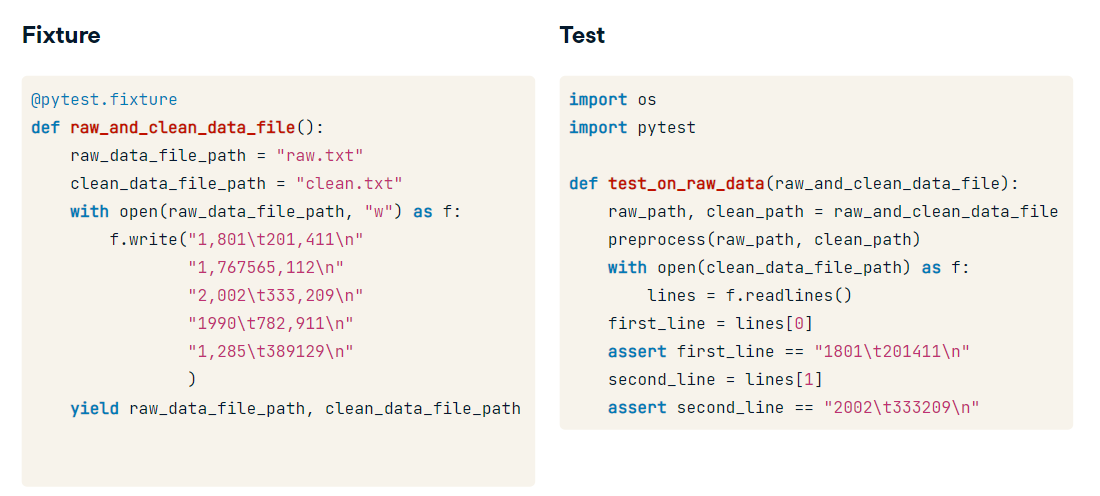 Fixture
@pytest.fixture
def raw_and_clean_data_file():
    raw_data_file_path = "raw.txt"
    clean_data_file_path = "clean.txt"
    with open(raw_data_file_path, "w") as f:
        f.write("1,801\t201,411\n"
                "1,767565,112\n"
                "2,002\t333,209\n"
                "1990\t782,911\n"
                "1,285\t389129\n"
                )
    yield raw_data_file_path, clean_data_file_path
Test
import os
import pytest
def test_on_raw_data(raw_and_clean_data_file):
    raw_path, clean_path = raw_and_clean_data_file
    preprocess(raw_path, clean_path)
    with open(clean_data_file_path) as f:
        lines = f.readlines()
    first_line = lines[0]
    assert first_line == "1801\t201411\n"
    second_line = lines[1]
    assert second_line == "2002\t333209\n"